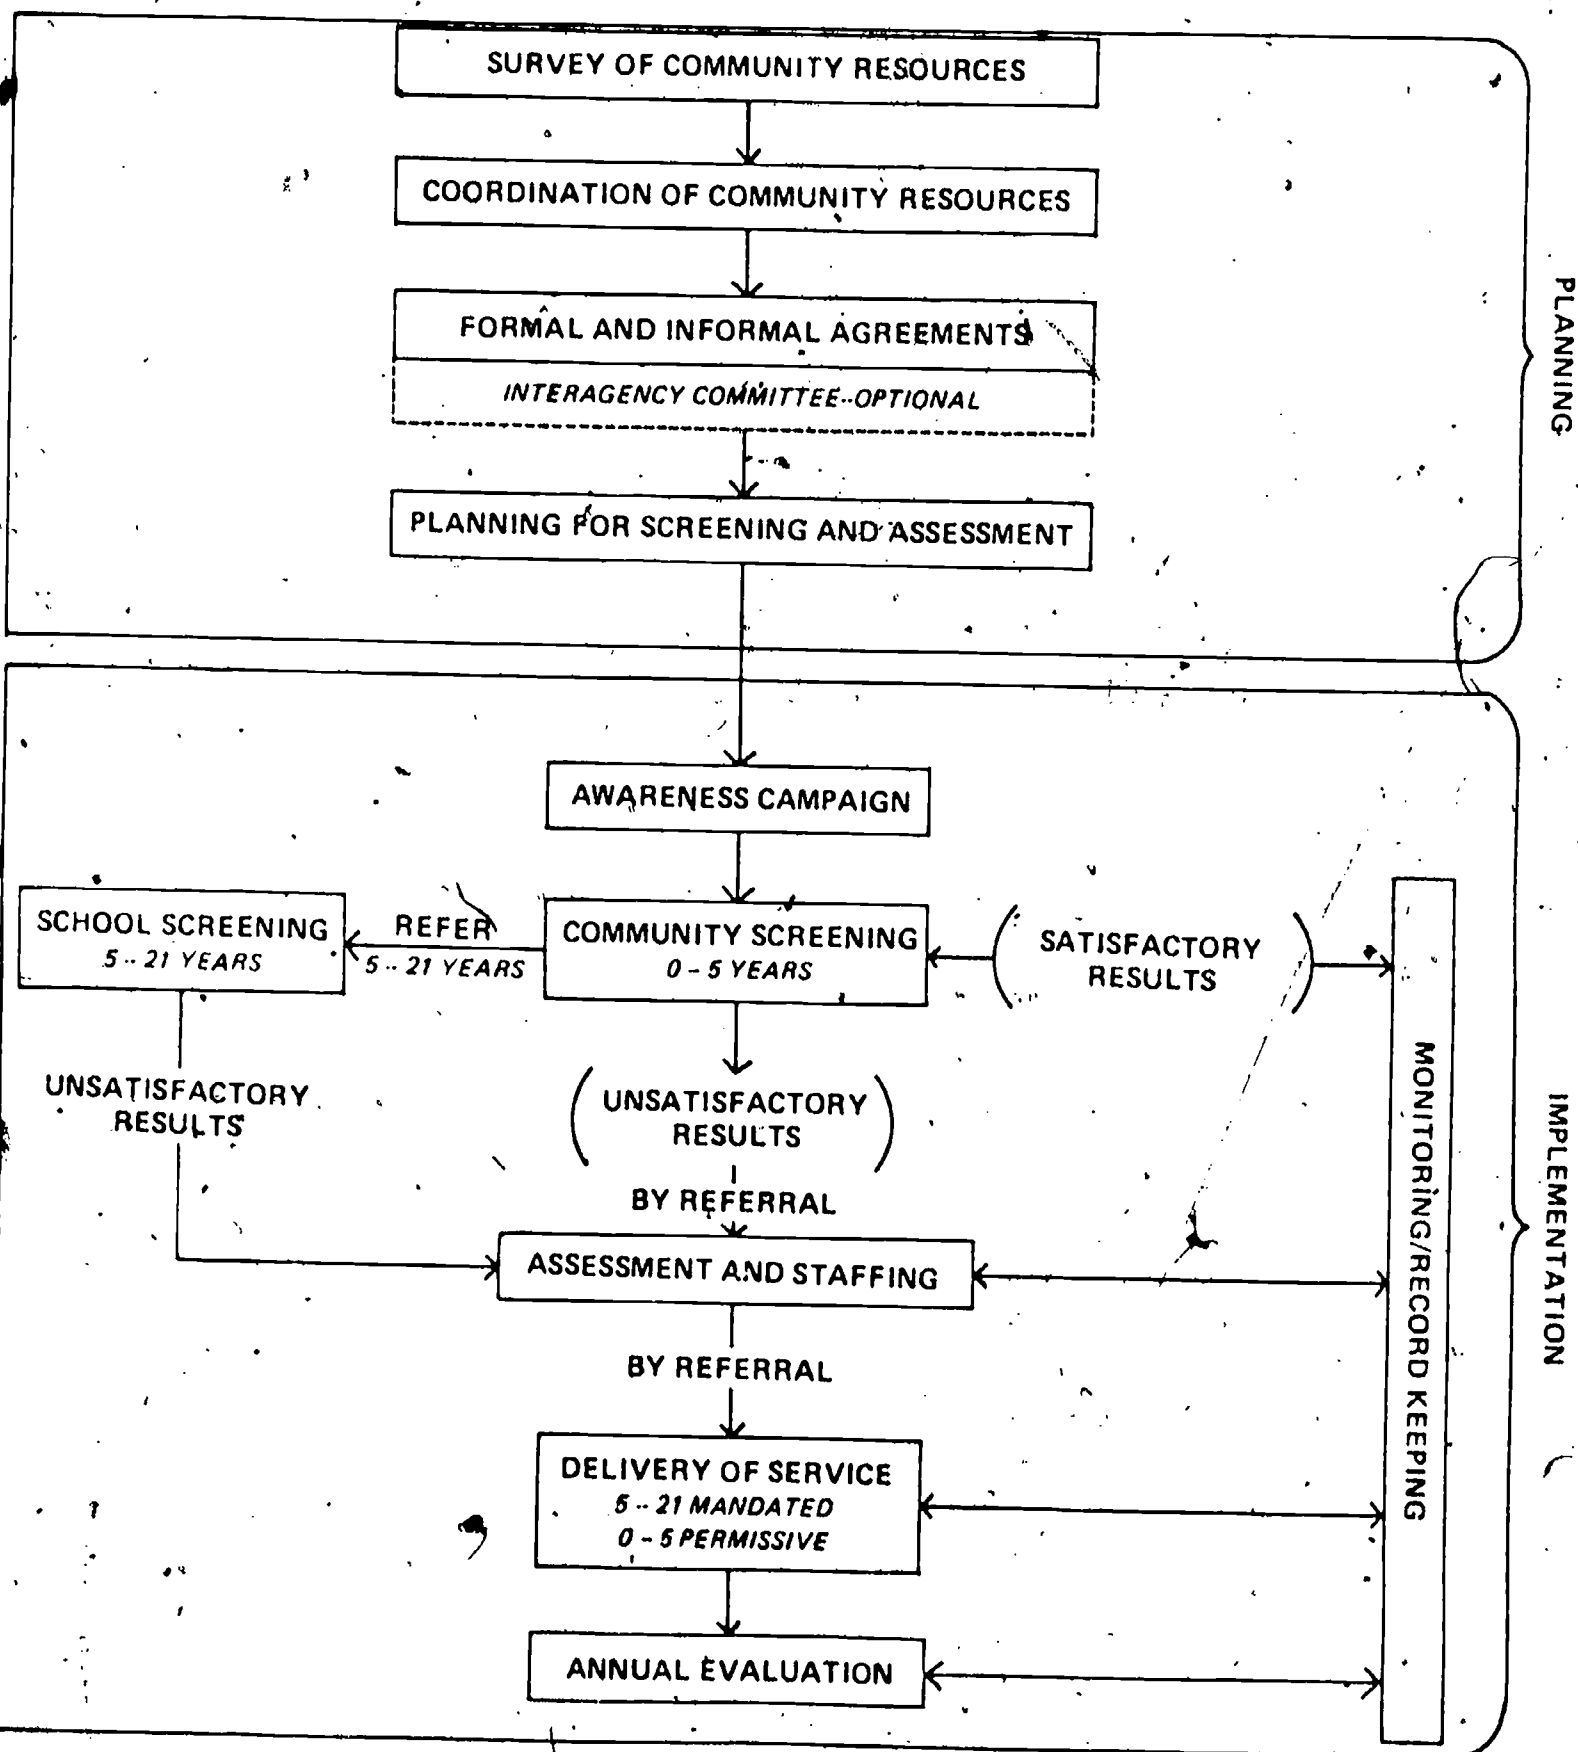 SURVEY OF COMMUNITY RESOURCES
COORDINATION OF COMMUNITY RESOURCES
FORMAL AND INFORMAL AGREEMENTS
INTERAGENCY COMMITTEE--OPTIONAL
PLANNING FOR SCREENING AND ASSESSMENT
PLANNING
AWARENESS CAMPAIGN
SCHOOL SCREENING
5 -- 21 YEARS
REFER
5 -- 21 YEARS
COMMUNITY SCREENING
0 - 5 YEARS
SATISFACTORY
RESULTS
UNSATISFACTORY
RESULTS
UNSATISFACTORY
RESULTS
BY REFERRAL
ASSESSMENT AND STAFFING
BY REFERRAL
DELIVERY OF SERVICE
5 -- 21 MANDATED
0 - 5 PERMISSIVE
ANNUAL EVALUATION
MONITORING/RECORD KEEPING
IMPLEMENTATION